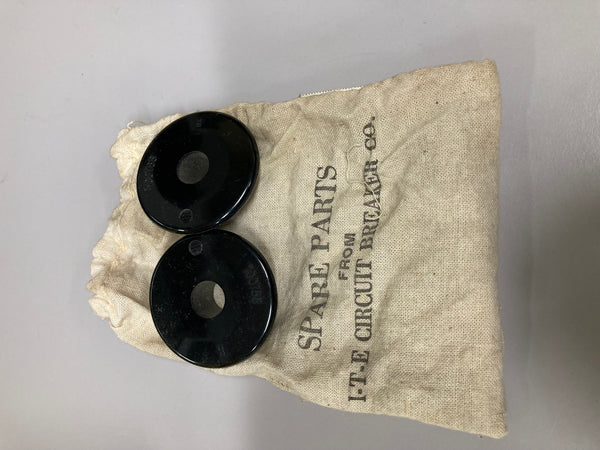 SPARE PARTS
FROM
I-T-E CIRCUIT BREAKER CO.